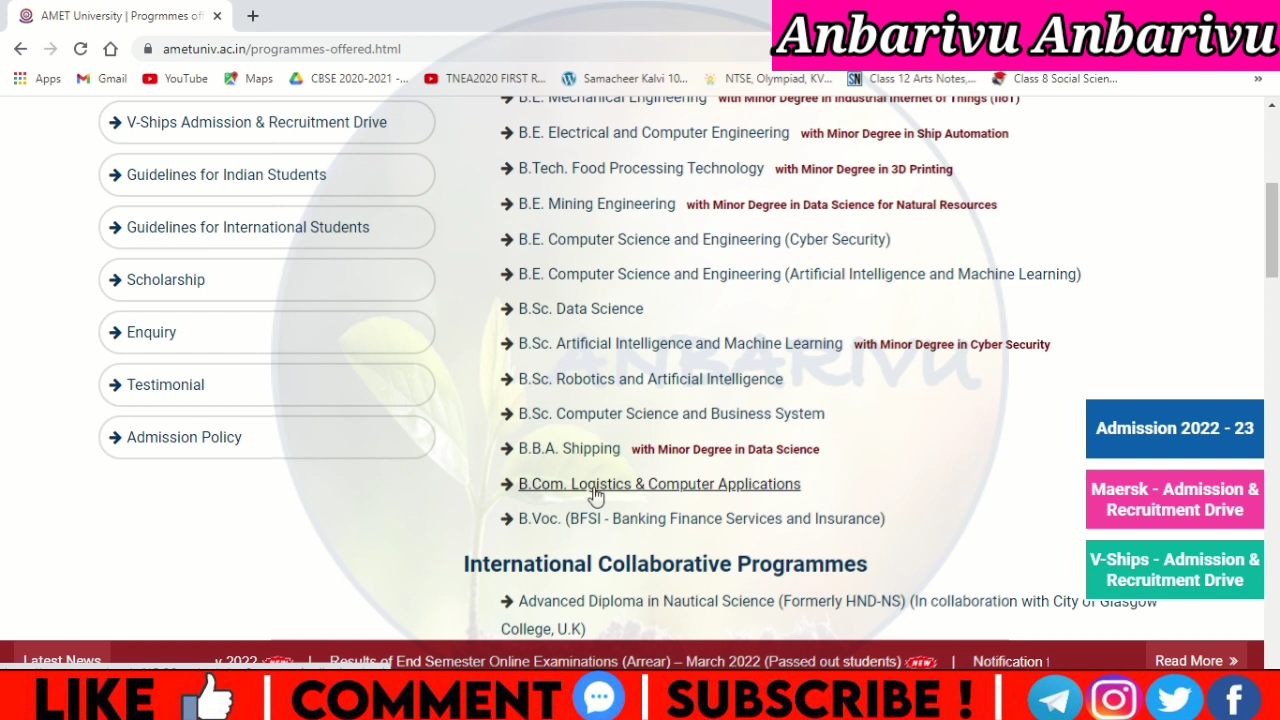 AMET University | Progrmmes off
Anbarivu Anbarivu
ametuniv.ac.in/programmes-offered.html
Apps
Gmail
YouTube
Maps
CBSE 2020-2021 -...
TNEA2020 FIRST R...
Samacheer Kalvi 10...
NTSE, Olympiad, KV...
Class 12 Arts Notes,...
Class 8 Social Scien...
»
B.E. Mechanical Engineering with Minor Degree in Industrial Internet of Things (IIoT)
V-Ships Admission & Recruitment Drive
Guidelines for Indian Students
Guidelines for International Students
Scholarship
Enquiry
Testimonial
Admission Policy
B.E. Electrical and Computer Engineering with Minor Degree in Ship Automation
B.Tech. Food Processing Technology with Minor Degree in 3D Printing
B.E. Mining Engineering with Minor Degree in Data Science for Natural Resources
B.E. Computer Science and Engineering (Cyber Security)
B.E. Computer Science and Engineering (Artificial Intelligence and Machine Learning)
B.Sc. Data Science
B.Sc. Artificial Intelligence and Machine Learning with Minor Degree in Cyber Security
B.Sc. Robotics and Artificial Intelligence
B.Sc. Computer Science and Business System
B.B.A. Shipping with Minor Degree in Data Science
B.Com. Logistics & Computer Applications
B.Voc. (BFSI - Banking Finance Services and Insurance)
ANBARIVU
International Collaborative Programmes
Advanced Diploma in Nautical Science (Formerly HND-NS) (In collaboration with City of Glasgow
College, U.K)
Admission 2022 - 23
Maersk - Admission &
Recruitment Drive
V-Ships - Admission &
Recruitment Drive
Latest News
y 2022 NEW | Results of End Semester Online Examinations (Arrear) – March 2022 (Passed out students) NEW | Notification f
Read More »
LIKE | COMMENT | SUBSCRIBE ! |